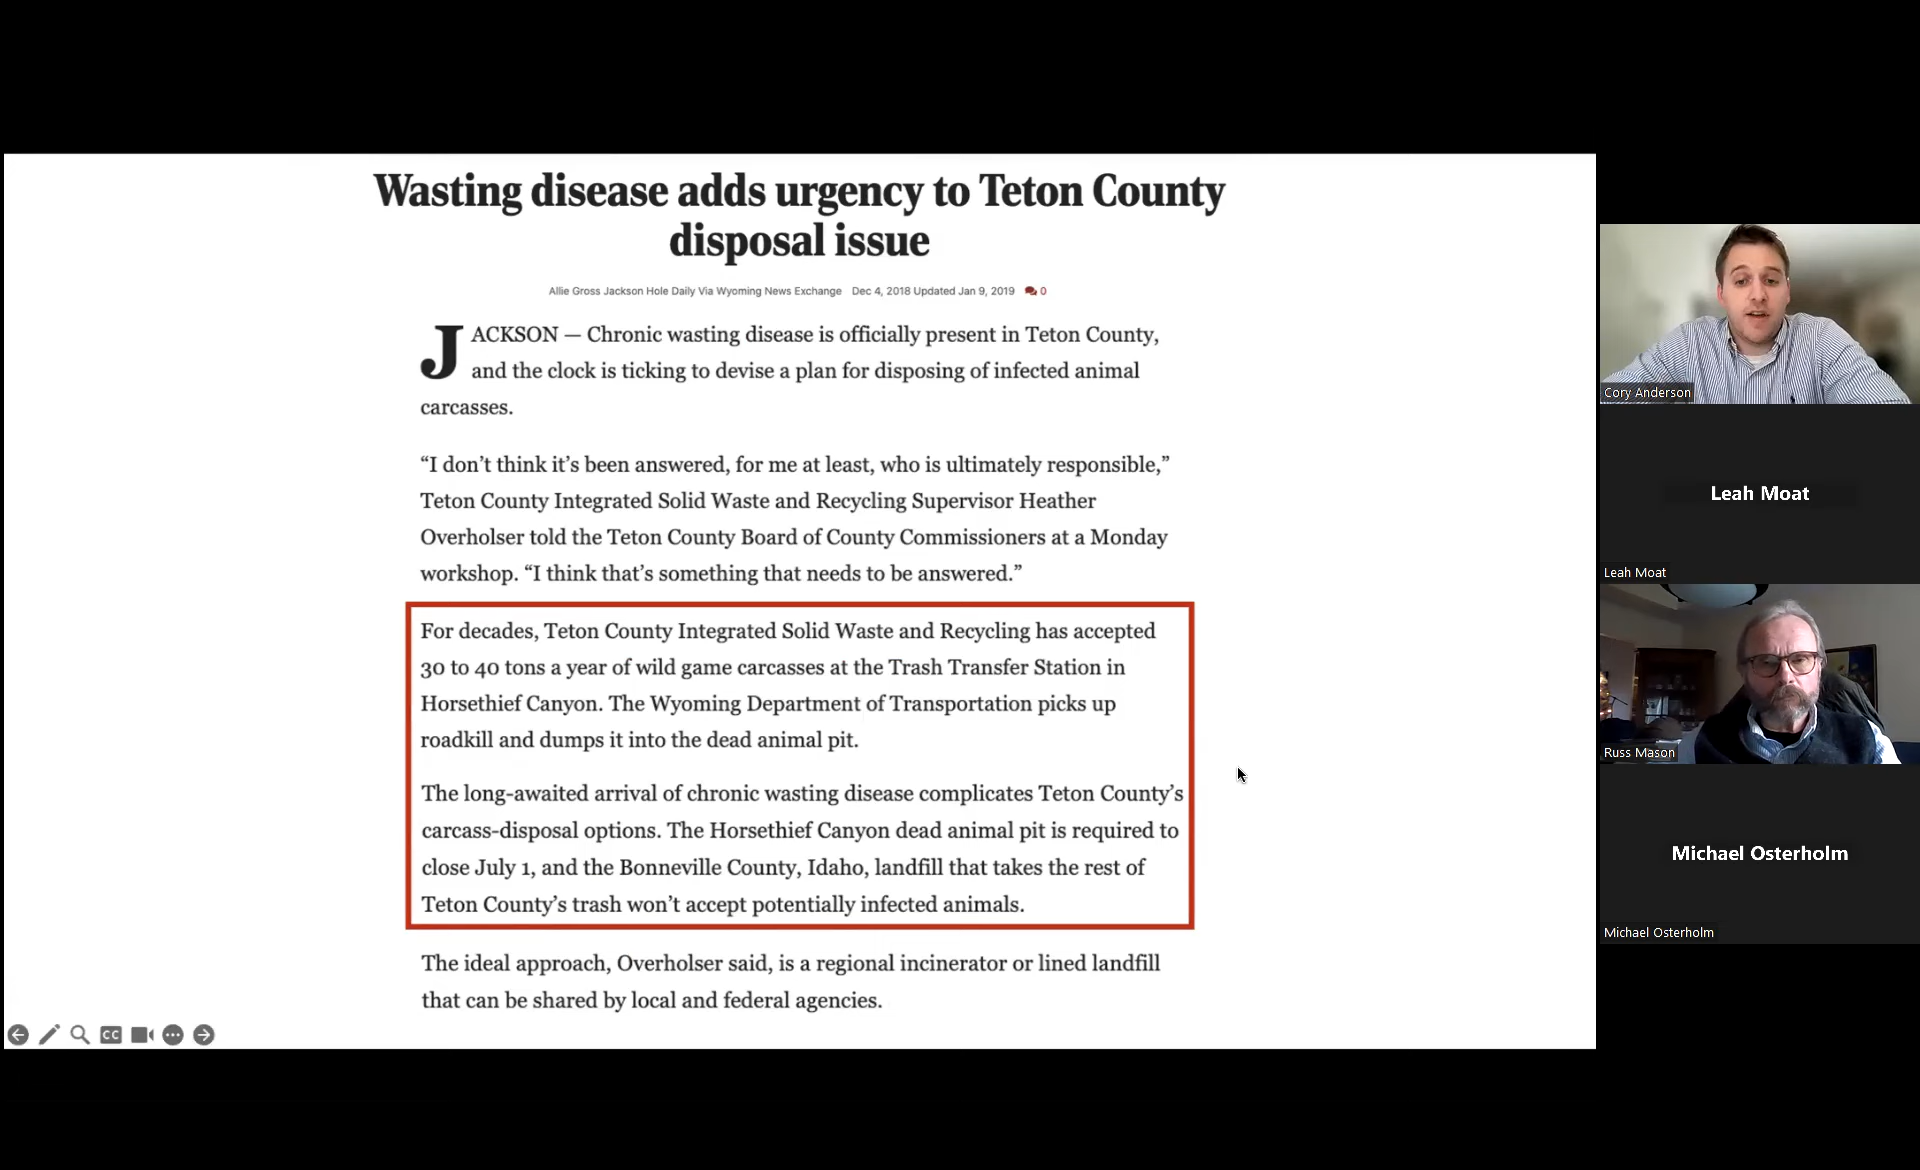 Wasting disease adds urgency to Teton County
disposal issue
Allie Gross Jackson Hole Daily Via Wyoming News Exchange Dec 4, 2018 Updated Jan 9, 2019 0
JACKSON — Chronic wasting disease is officially present in Teton County,
and the clock is ticking to devise a plan for disposing of infected animal
carcasses.
“I don’t think it’s been answered, for me at least, who is ultimately responsible,”
Teton County Integrated Solid Waste and Recycling Supervisor Heather
Overholser told the Teton County Board of County Commissioners at a Monday
workshop. “I think that’s something that needs to be answered.”
For decades, Teton County Integrated Solid Waste and Recycling has accepted
30 to 40 tons a year of wild game carcasses at the Trash Transfer Station in
Horsethief Canyon. The Wyoming Department of Transportation picks up
roadkill and dumps it into the dead animal pit.
The long-awaited arrival of chronic wasting disease complicates Teton County’s
carcass-disposal options. The Horsethief Canyon dead animal pit is required to
close July 1, and the Bonneville County, Idaho, landfill that takes the rest of
Teton County’s trash won’t accept potentially infected animals.
The ideal approach, Overholser said, is a regional incinerator or lined landfill
that can be shared by local and federal agencies.
CC
Cory Anderson
Leah Moat
Leah Moat
Russ Mason
Michael Osterholm
Michael Osterholm